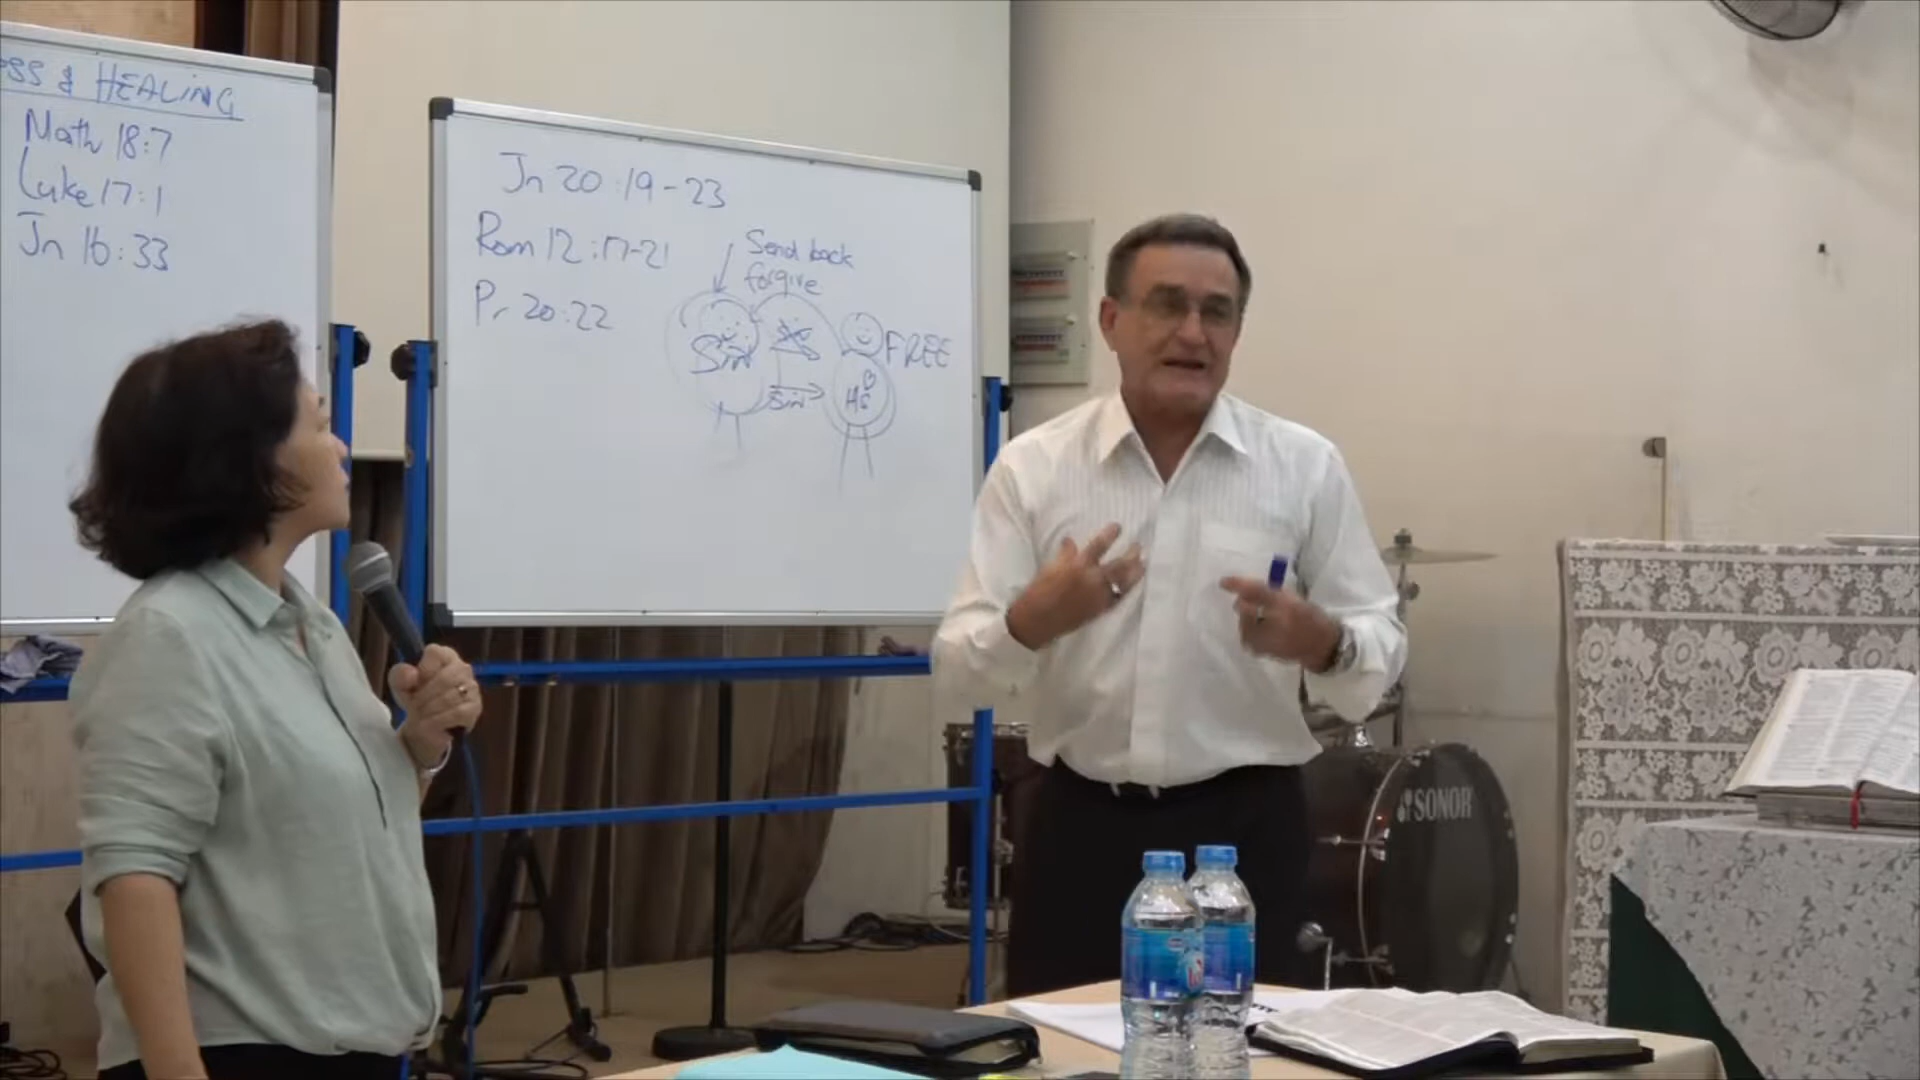 & HEALING
Math 18:7
Luke 17:1
Jn 16:33
Jn 20:19-23
Rom 12:17-21
Pr 20:22
Send back
forgive
Sin
FREE
Sin
HS
SONOR